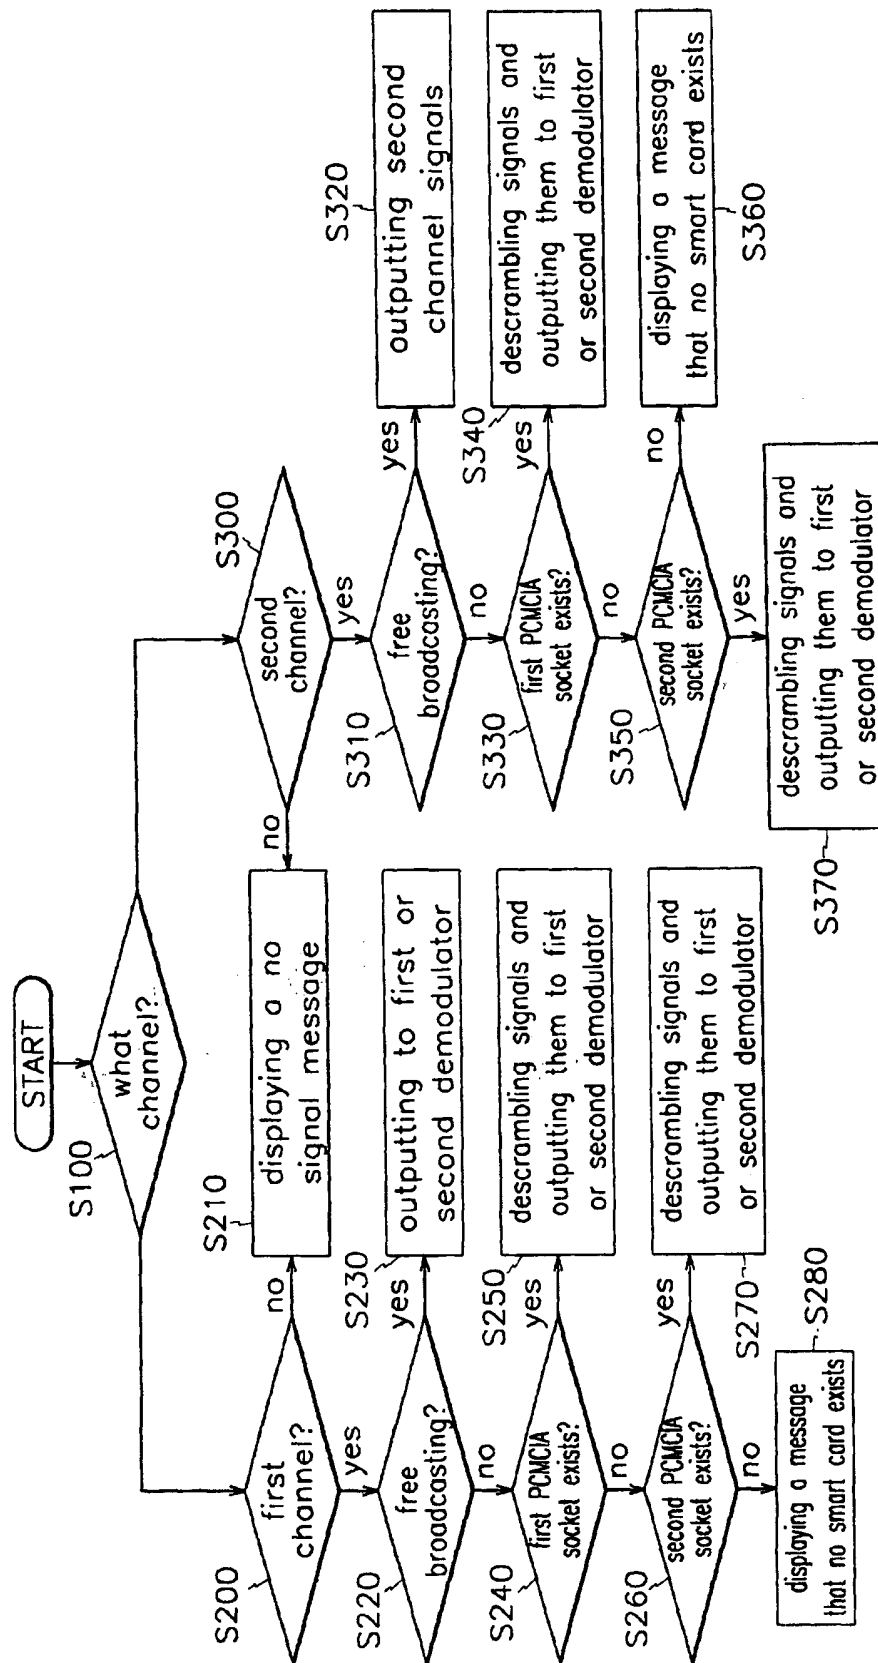 START
S100
what
channel?
S200
first
channel?
no
yes
S210
displaying a no
signal message
S220
free
broadcasting?
yes
no
S230
outputting to first or
second demodulator
S240
first PCMCIA
socket exists?
yes
no
S250
descrambling signals and
outputting them to first
or second demodulator
S260
second PCMCIA
socket exists?
yes
no
S270
descrambling signals and
outputting them to first
or second demodulator
S280
displaying a message
that no smart card exists
S300
second
channel?
no
yes
S310
free
broadcasting?
yes
no
S320
outputting second
channel signals
S330
first PCMCIA
socket exists?
yes
no
S340
descrambling signals and
outputting them to first
or second demodulator
S350
second PCMCIA
socket exists?
no
yes
S360
displaying a message
that no smart card exists
S370
descrambling signals and
outputting them to first
or second demodulator